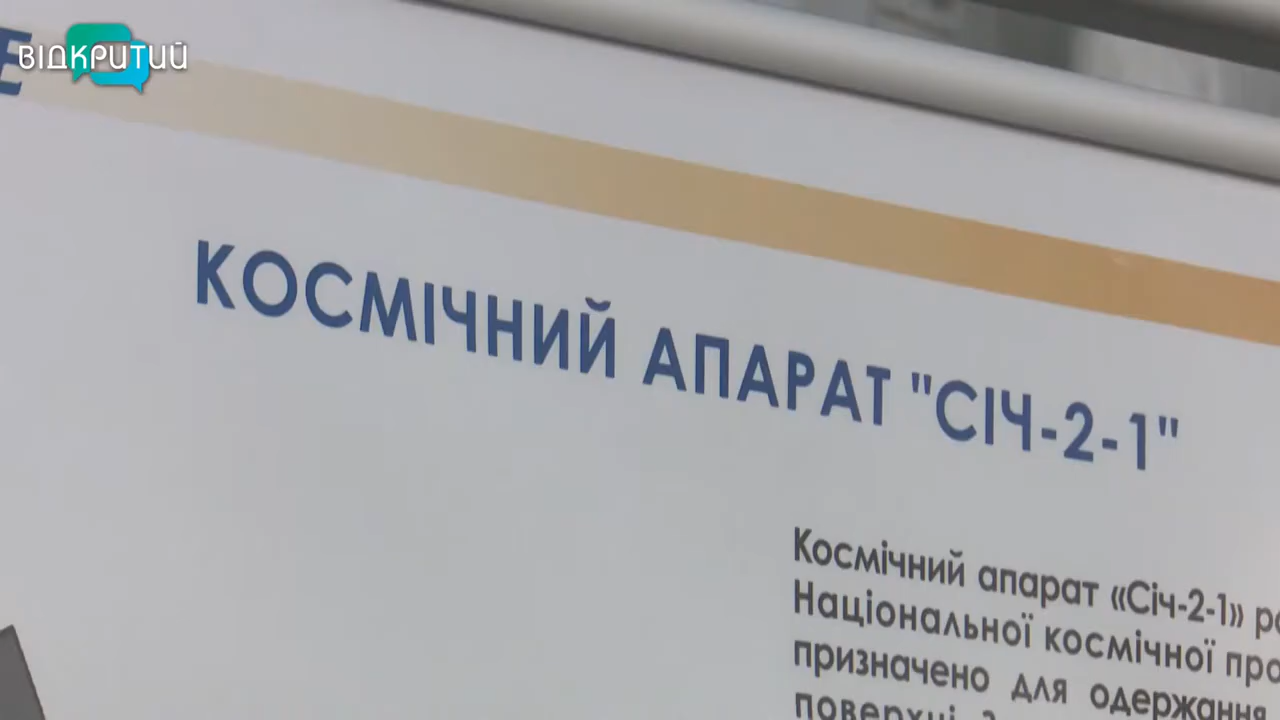 ВІДКРИТИЙ
КОСМІЧНИЙ АПАРАТ "СІЧ-2-1"
Космічний апарат «Січ-2-1»
Національної космічної
призначено для одержання